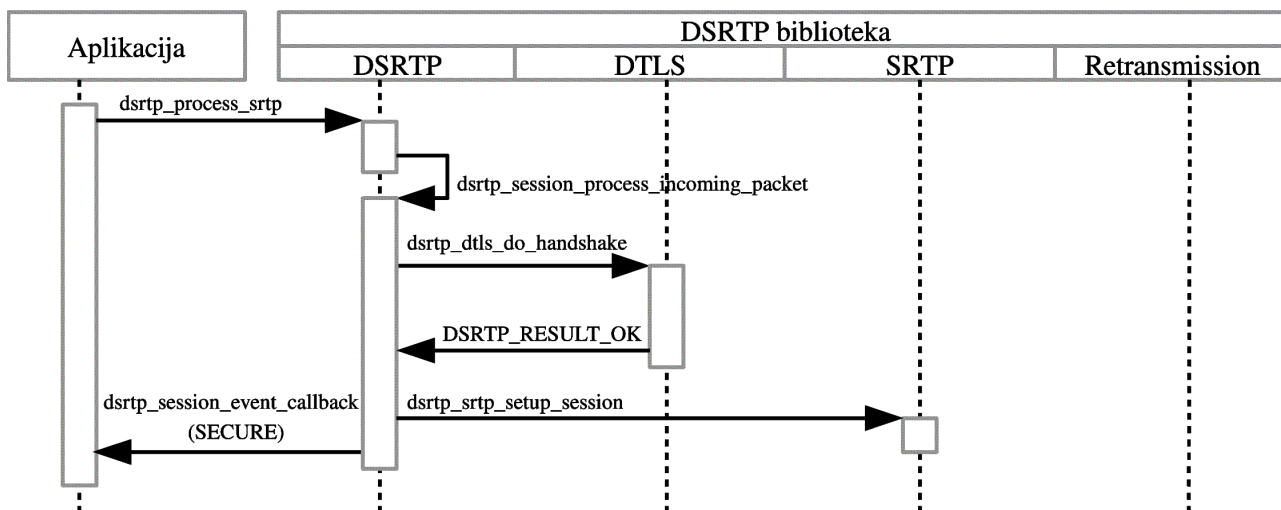 DSRTP biblioteka
Aplikacija
DSRTP
DTLS
SRTP
Retransmission
dsrtp_process_srtp
dsrtp_session_process_incoming_packet
dsrtp_dtls_do_handshake
DSRTP_RESULT_OK
dsrtp_session_event_callback
(SECURE)
dsrtp_srtp_setup_session